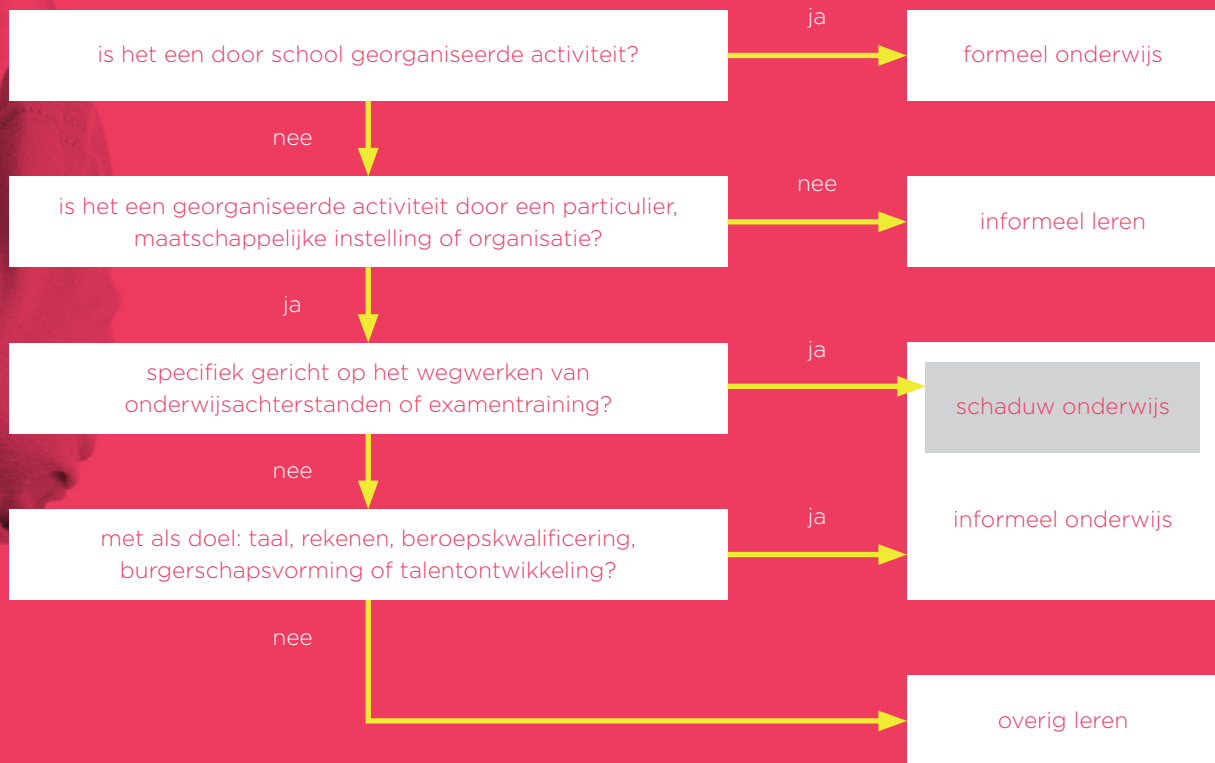 ja
is het een door school georganiseerde activiteit?
formeel onderwijs
nee
is het een georganiseerde activiteit door een particulier,
maatschappelijke instelling of organisatie?
nee
informeel leren
ja
specifiek gericht op het wegwerken van
onderwijsachterstanden of examentraining?
ja
schaduw onderwijs
nee
met als doel: taal, rekenen, beroepskwalificering,
burgerschapsvorming of talentontwikkeling?
ja
informeel onderwijs
nee
overig leren